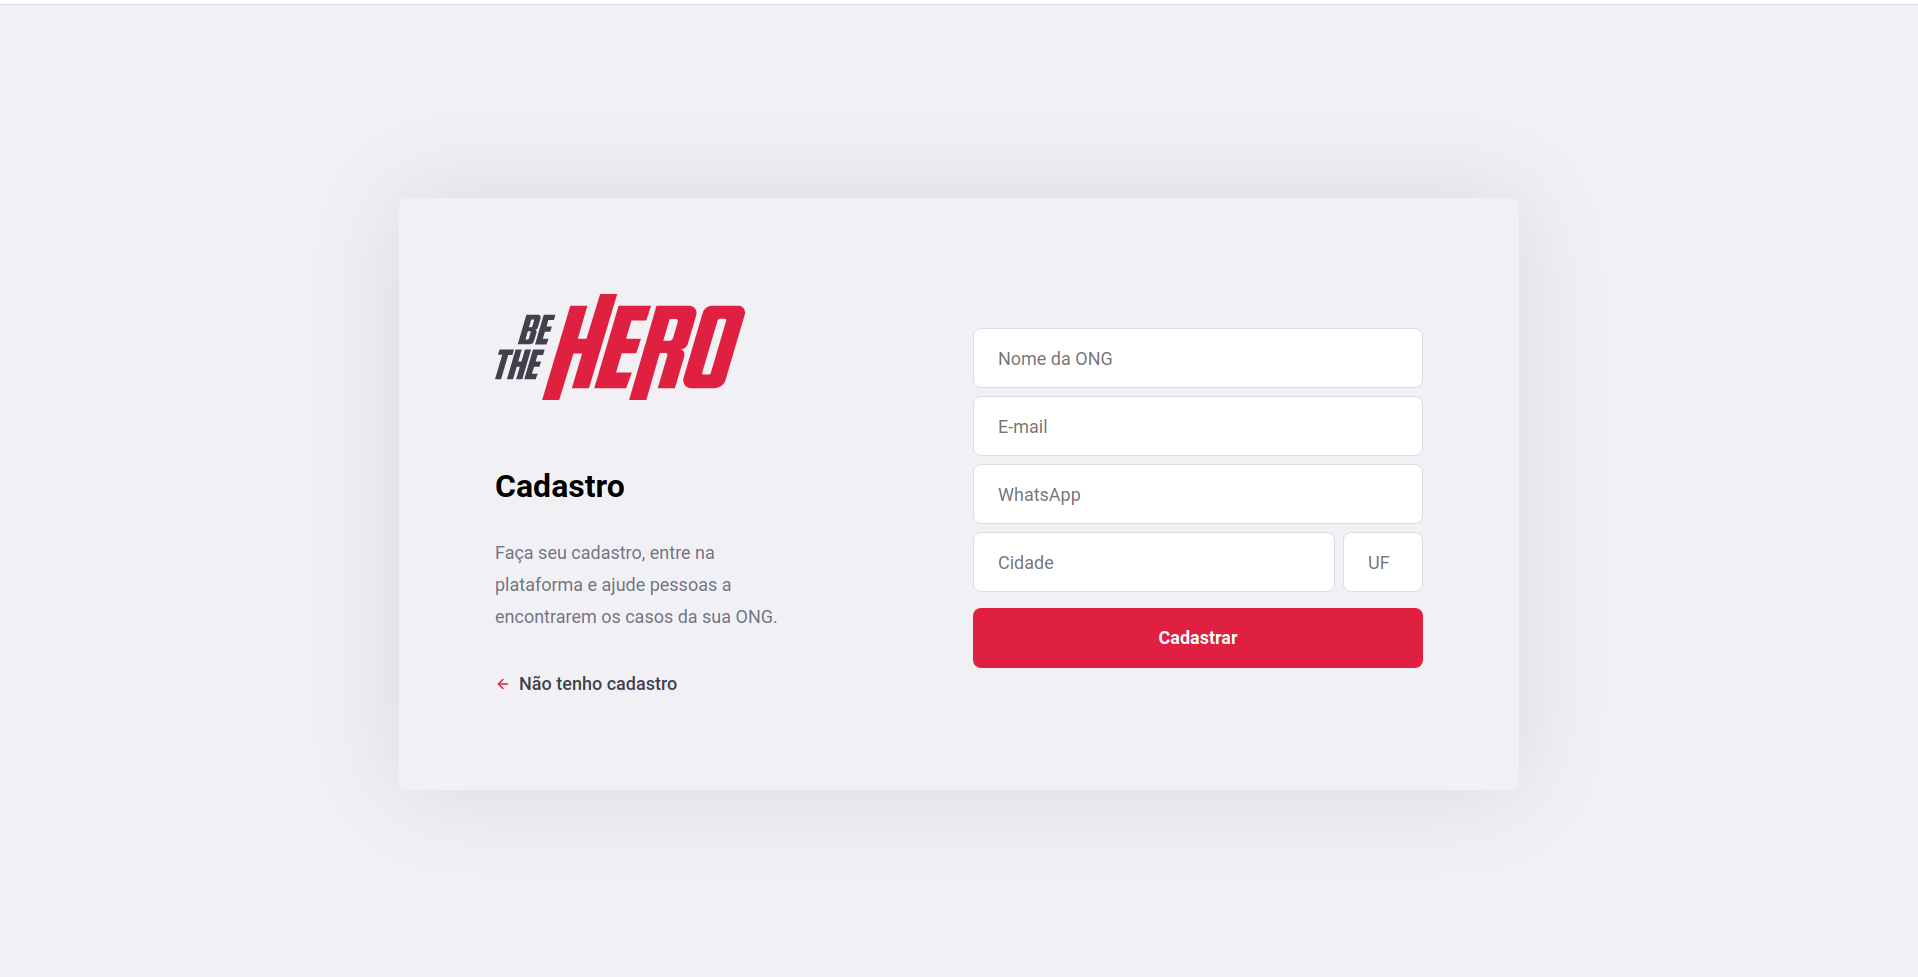 BE
THE
HERO
Cadastro
Faça seu cadastro, entre na
plataforma e ajude pessoas a
encontrarem os casos da sua ONG.
Não tenho cadastro
Nome da ONG
E-mail
WhatsApp
Cidade
UF
Cadastrar